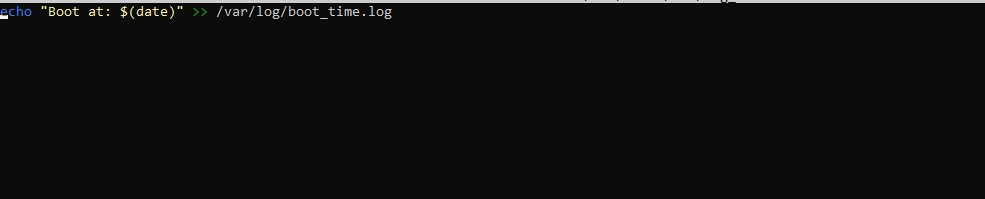 echo "Boot at: $(date)" >> /var/log/boot_time.log